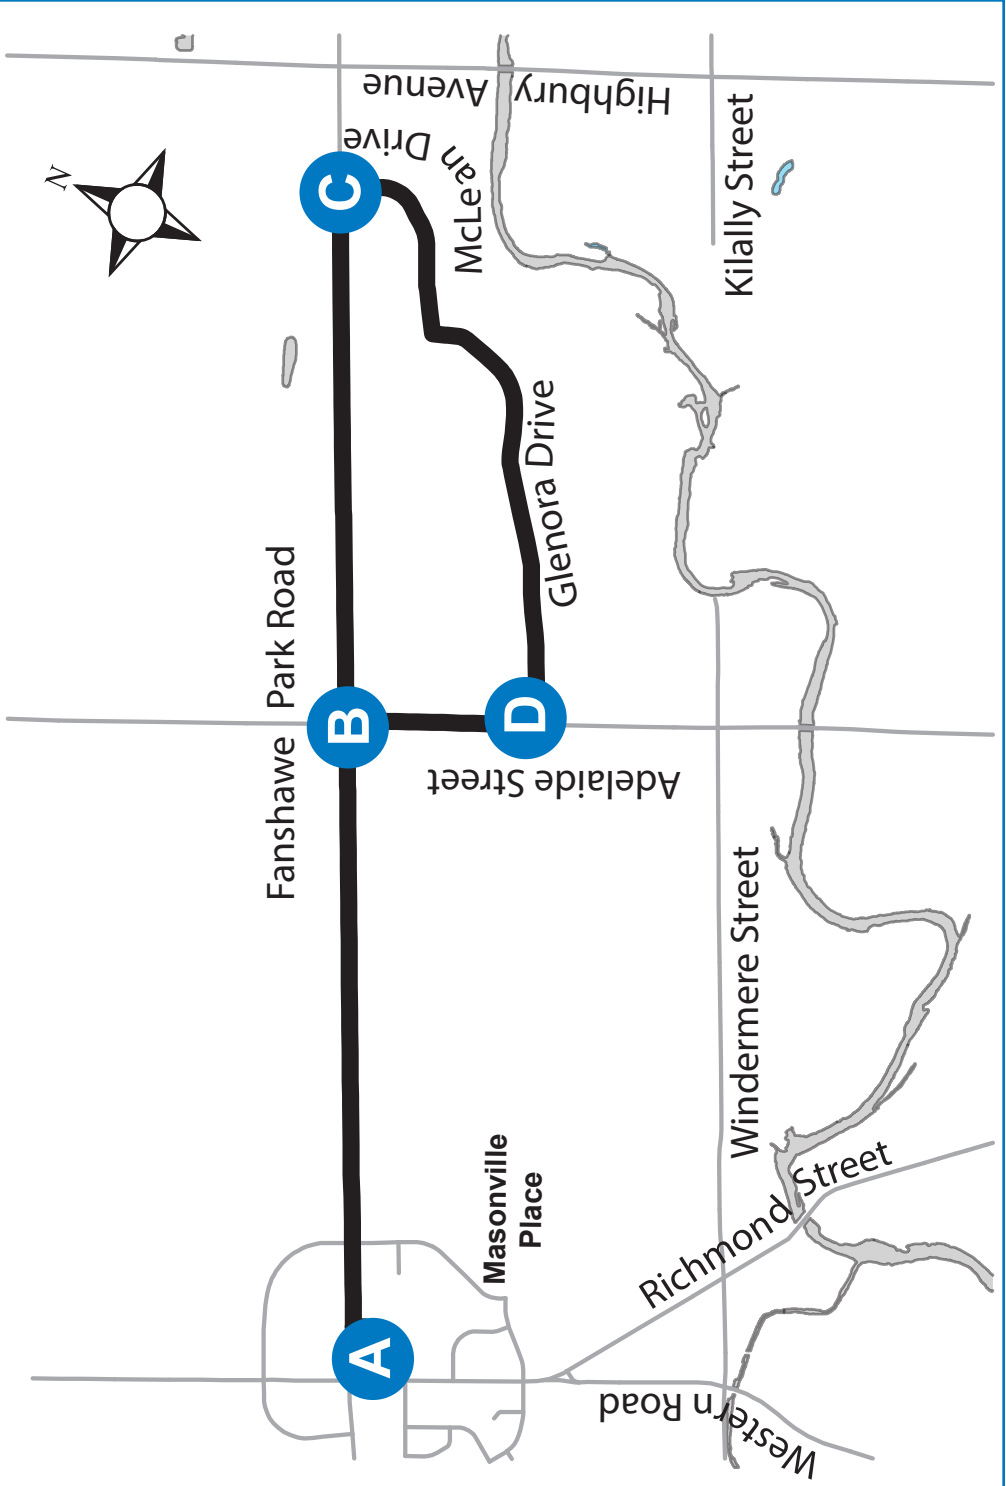 N
Fanshawe Park Road
A
B
C
D
McLean Drive
Highbury
Avenue
Glenora Drive
Adelaide Street
Kilally Street
Windermere Street
Masonville
Place
Richmond Street
Western Road